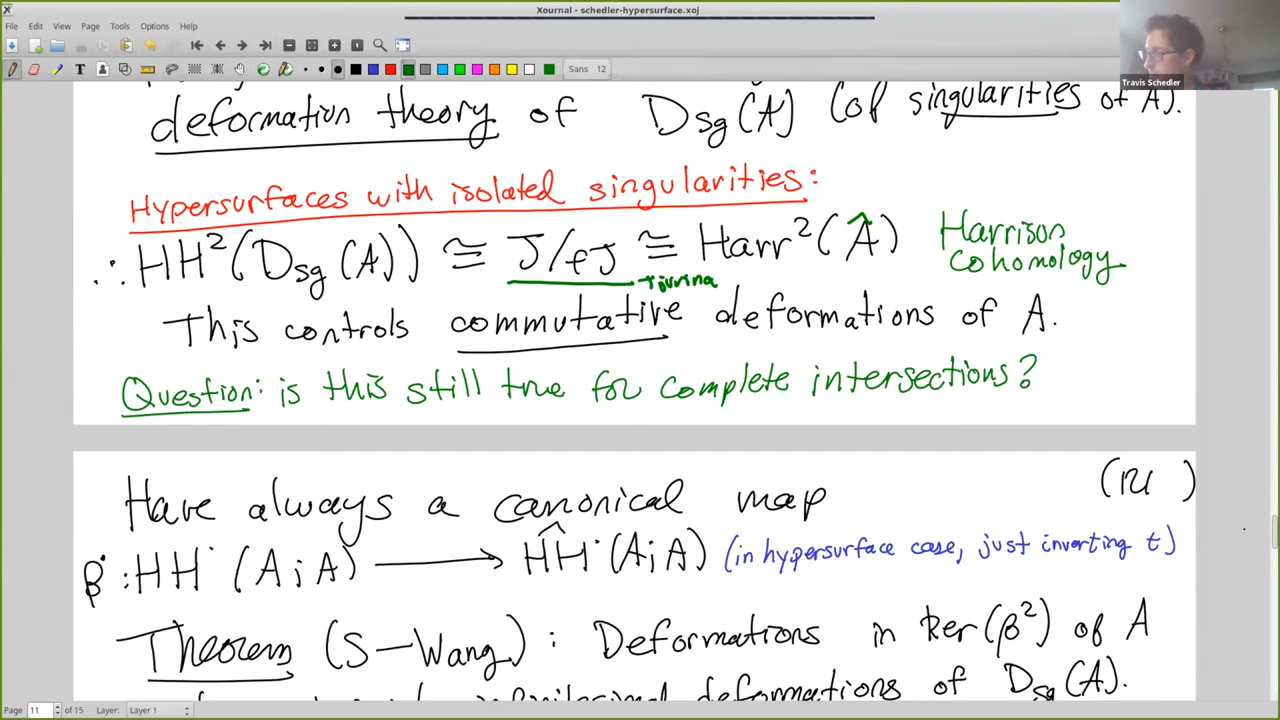 Xournal - schedler-hypersurface.xoj
File Edit View Page Tools Options Help
Sans 12
Travis Schedler
deformation theory of Dsg(A) (of singularities of A).
Hypersurfaces with isolated singularities:
∴ HH²(Dsg(A)) ≅ J/fJ ≅ Harr²(Â) Harrison cohomology
Tjurina
This controls commutative deformations of A.
Question: is this still true for complete intersections?
Have always a canonical map
β˙: HH˙(A;A) → ĤH˙(A;A) (in hypersurface case, just inverting t)
Theorem (S–Wang): Deformations in ker(β²) of A
deformations of Dsg(A).
Page 11 of 15 Layer: Layer 1